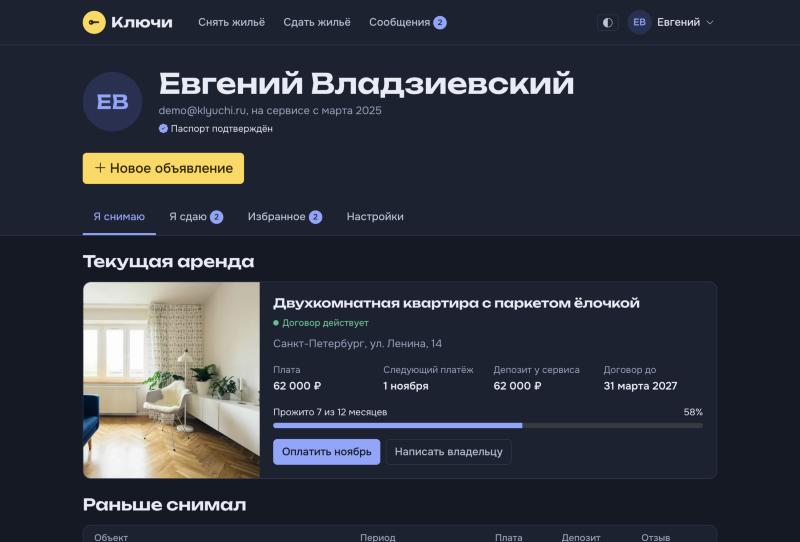 Ключи
Снять жильё
Сдать жильё
Сообщения 2
ЕВ
Евгений
ЕВ
Евгений Владзиевский
demo@klyuchi.ru, на сервисе с марта 2025
Паспорт подтверждён
+ Новое объявление
Я снимаю
Я сдаю 2
Избранное 2
Настройки
Текущая аренда
Двухкомнатная квартира с паркетом ёлочкой
Договор действует
Санкт-Петербург, ул. Ленина, 14
Плата
62 000 ₽
Следующий платёж
1 ноября
Депозит у сервиса
62 000 ₽
Договор до
31 марта 2027
Прожито 7 из 12 месяцев
58%
Оплатить ноябрь
Написать владельцу
Раньше снимал
Объект
Период
Плата
Депозит
Отзыв